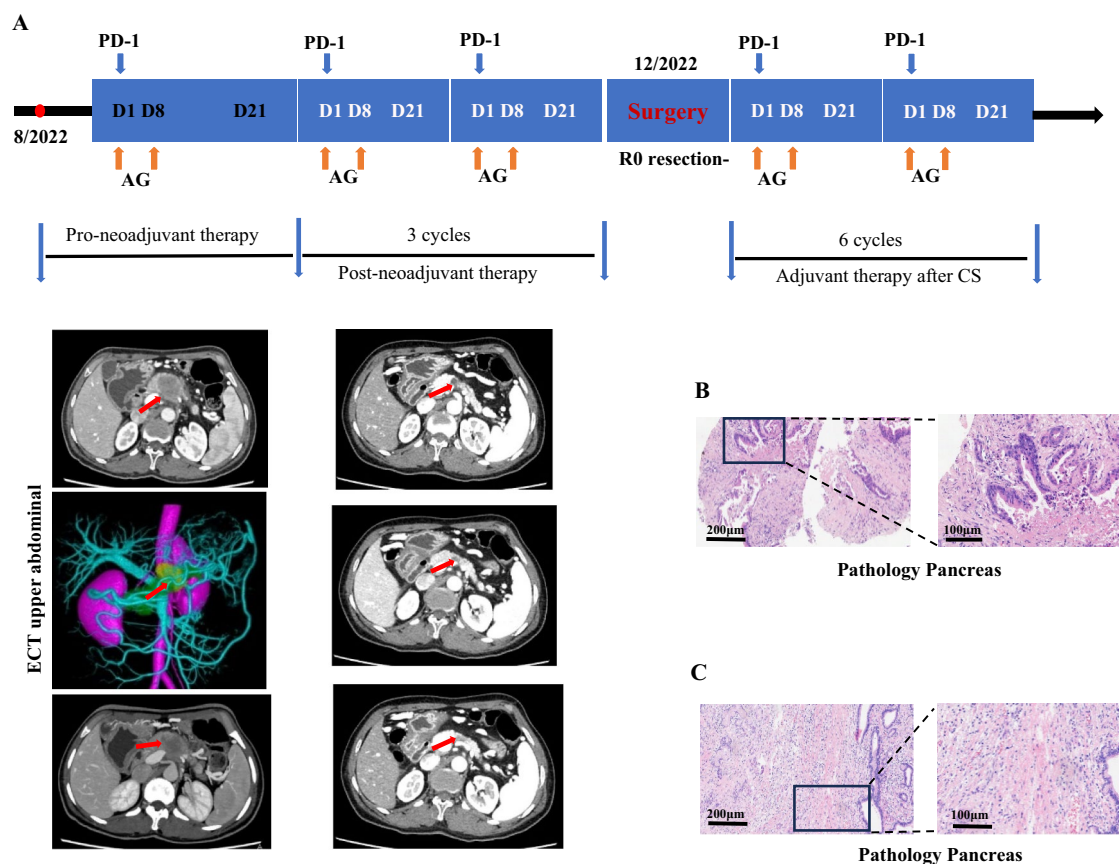 A
PD-1 PD-1 PD-1 12/2022 PD-1 PD-1
D1 D8 D21 D1 D8 D21 D1 D8 D21 Surgery D1 D8 D21 D1 D8 D21
8/2022
AG AG AG R0 resection- AG AG
Pro-neoadjuvant therapy 3 cycles 6 cycles
Post-neoadjuvant therapy Adjuvant therapy after CS
ECT upper abdominal
B
200μm 100μm
Pathology Pancreas
C
200μm 100μm
Pathology Pancreas